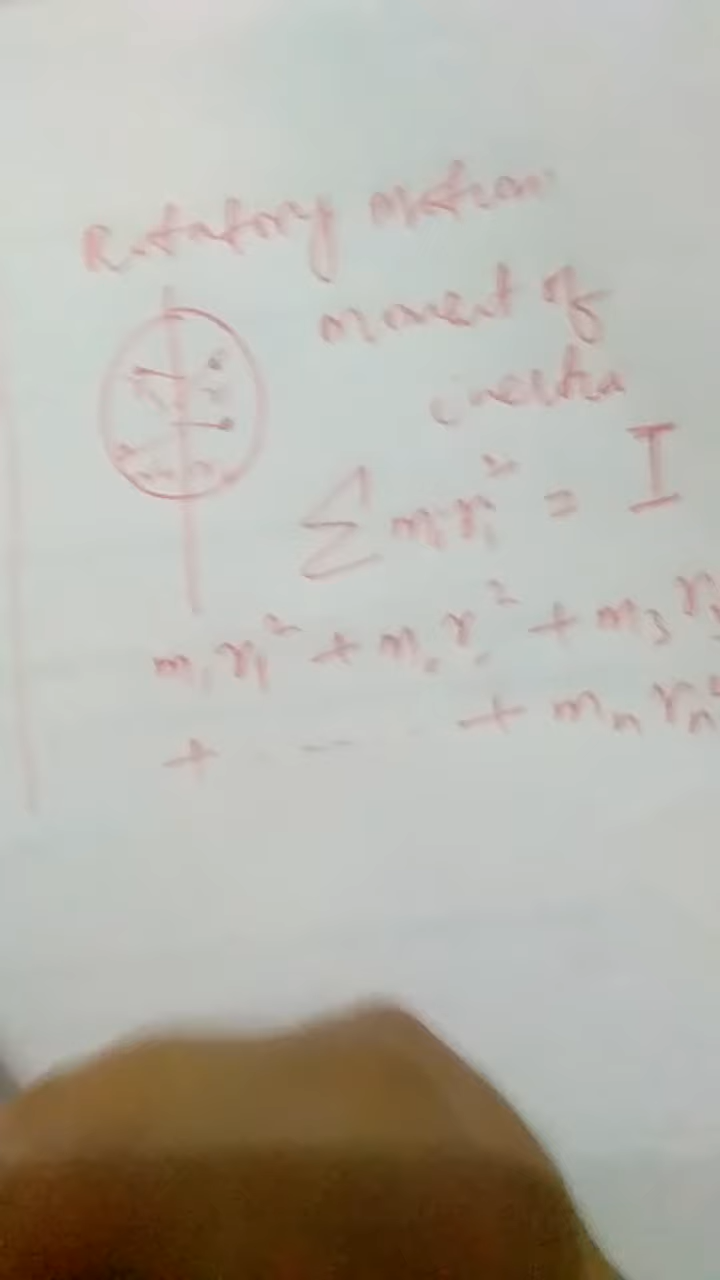 Rotatory motion
moment of
inertia
∑ mᵢrᵢ² = I
m₁r₁² + m₂r₂² + m₃r₃
+ ---- + mₙrₙ²